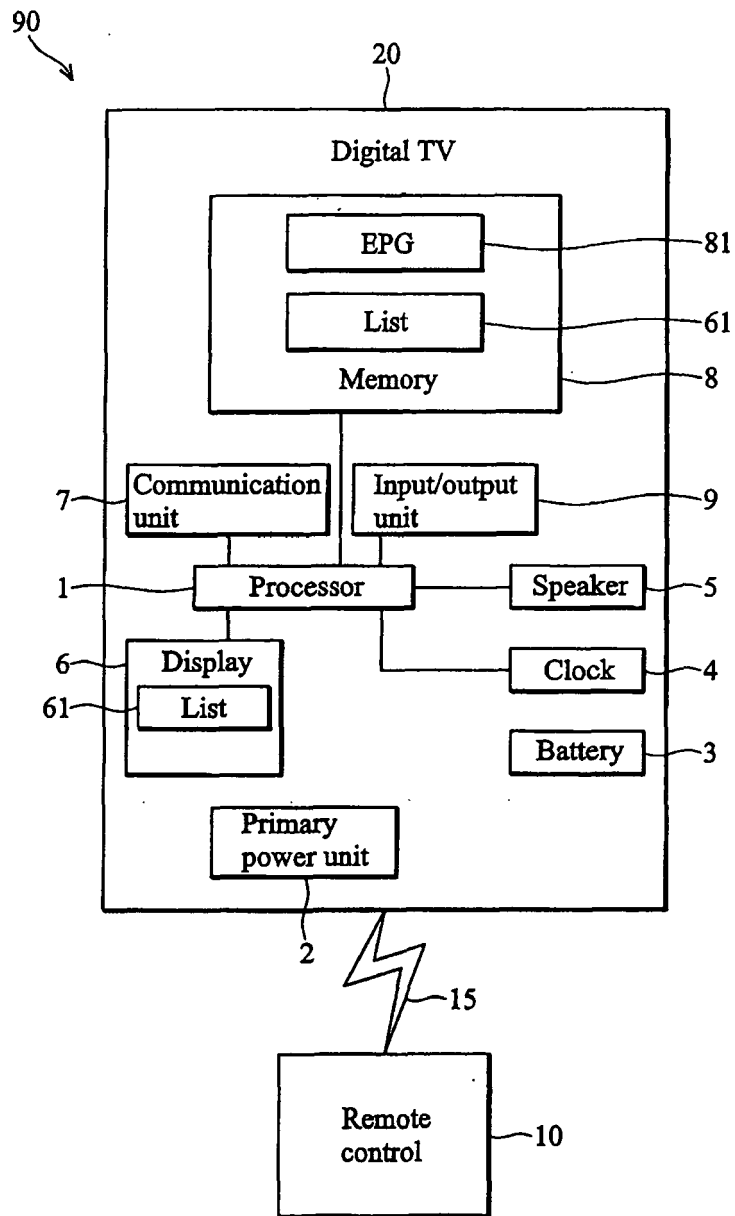 90
20
Digital TV
EPG
81
List
61
Memory
8
7
Communication
unit
Input/output
unit
9
1
Processor
Speaker
5
6
Display
Clock
4
61
List
Battery
3
Primary
power unit
2
15
Remote
control
10